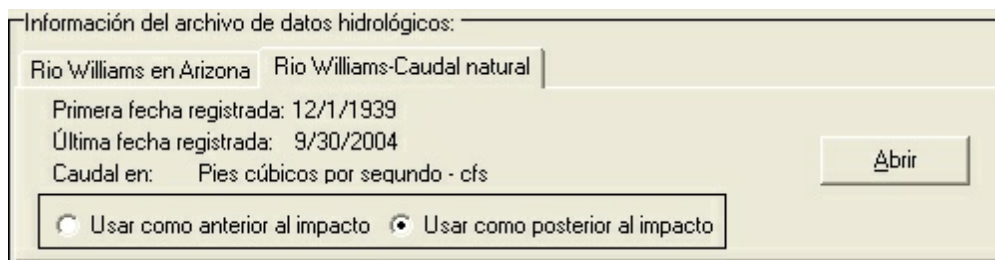 Información del archivo de datos hidrológicos:
Rio Williams en Arizona Rio Williams-Caudal natural
Primera fecha registrada: 12/1/1939
Última fecha registrada: 9/30/2004
Caudal en: Pies cúbicos por segundo - cfs
Abrir
Usar como anterior al impacto Usar como posterior al impacto